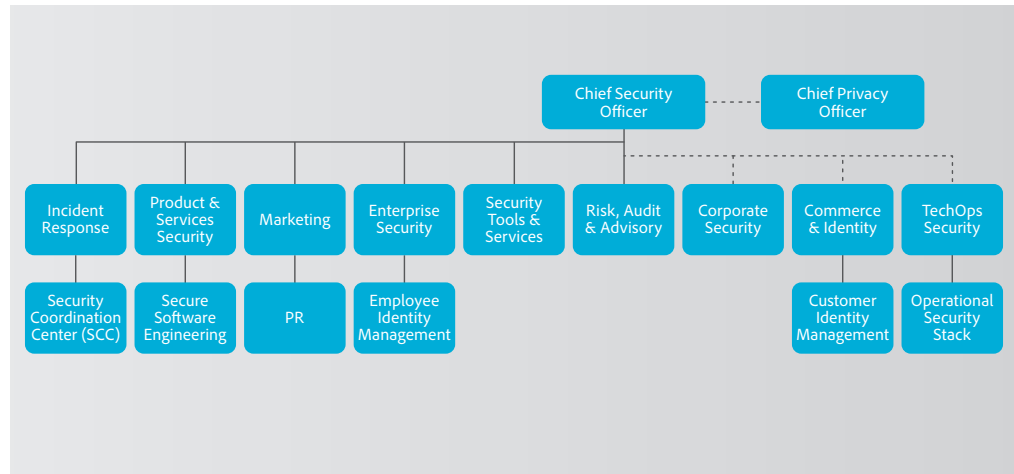 Chief Security
Officer
Chief Privacy
Officer
Incident
Response
Product &
Services
Security
Marketing
Enterprise
Security
Security
Tools &
Services
Risk, Audit
& Advisory
Corporate
Security
Commerce
& Identity
TechOps
Security
Security
Coordination
Center (SCC)
Secure
Software
Engineering
PR
Employee
Identity
Management
Customer
Identity
Management
Operational
Security
Stack